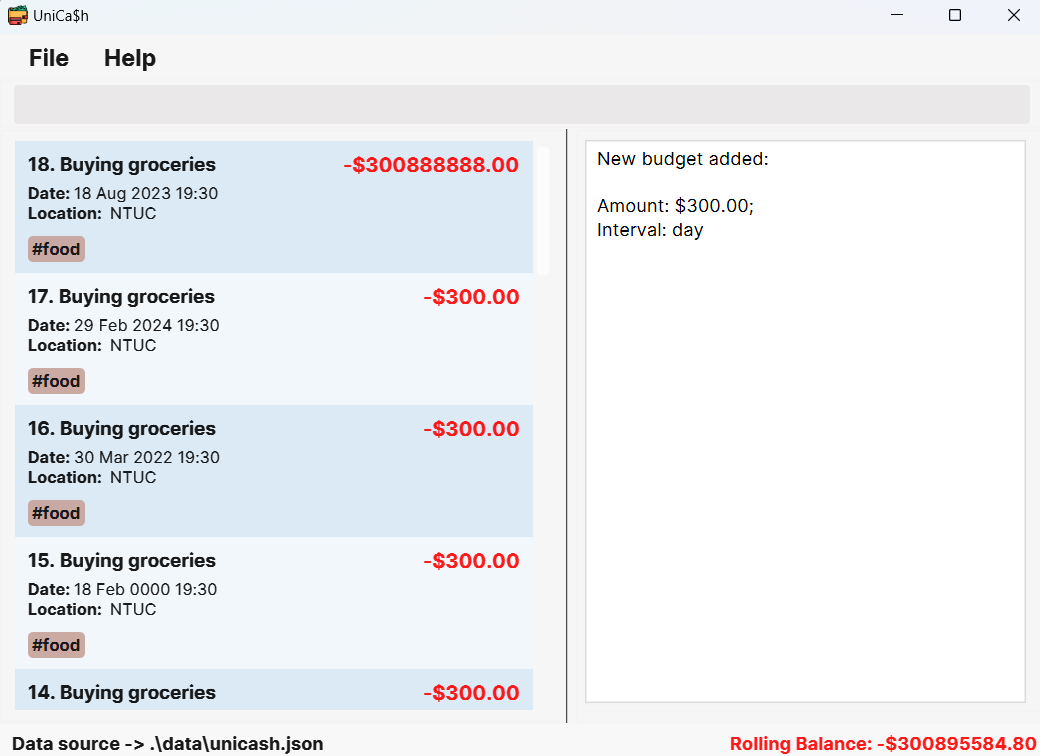 UniCa$h
File Help
18. Buying groceries -$300888888.00
Date: 18 Aug 2023 19:30
Location: NTUC
#food
17. Buying groceries -$300.00
Date: 29 Feb 2024 19:30
Location: NTUC
#food
16. Buying groceries -$300.00
Date: 30 Mar 2022 19:30
Location: NTUC
#food
15. Buying groceries -$300.00
Date: 18 Feb 0000 19:30
Location: NTUC
#food
14. Buying groceries -$300.00
New budget added:
Amount: $300.00;
Interval: day
Data source -> .\data\unicash.json
Rolling Balance: -$300895584.80